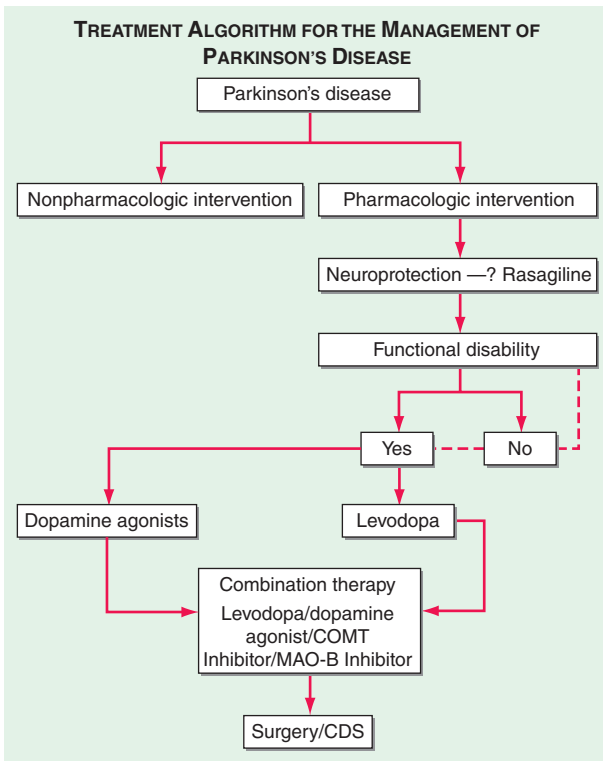 TREATMENT ALGORITHM FOR THE MANAGEMENT OF
PARKINSON'S DISEASE
Parkinson's disease
Nonpharmacologic intervention
Pharmacologic intervention
Neuroprotection —? Rasagiline
Functional disability
Yes
No
Dopamine agonists
Levodopa
Combination therapy
Levodopa/dopamine
agonist/COMT
Inhibitor/MAO-B Inhibitor
Surgery/CDS